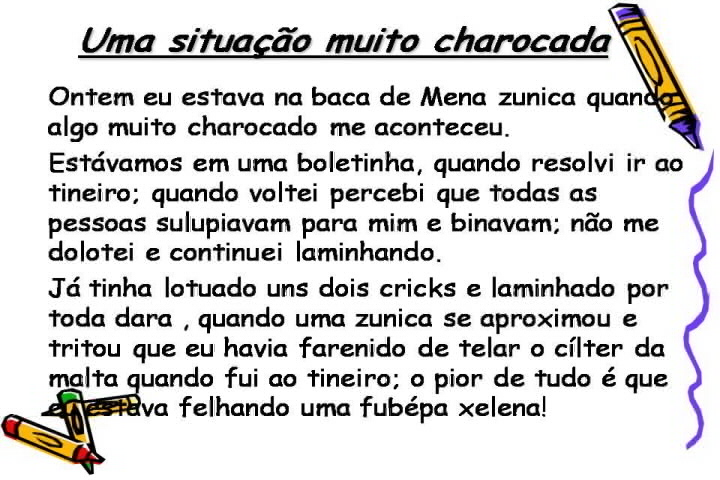 Uma situação muito charocada
Ontem eu estava na baca de Mena zunica quando
algo muito charocado me aconteceu.
Estávamos em uma boletinha, quando resolvi ir ao
tineiro; quando voltei percebi que todas as
pessoas sulupiavam para mim e binavam; não me
dolotei e continuei laminhando.
Já tinha lotuado uns dois cricks e laminhado por
toda dara , quando uma zunica se aproximou e
tritou que eu havia farenido de telar o cílter da
malta quando fui ao tineiro; o pior de tudo é que
eu estava felhando uma fubépa xelena!